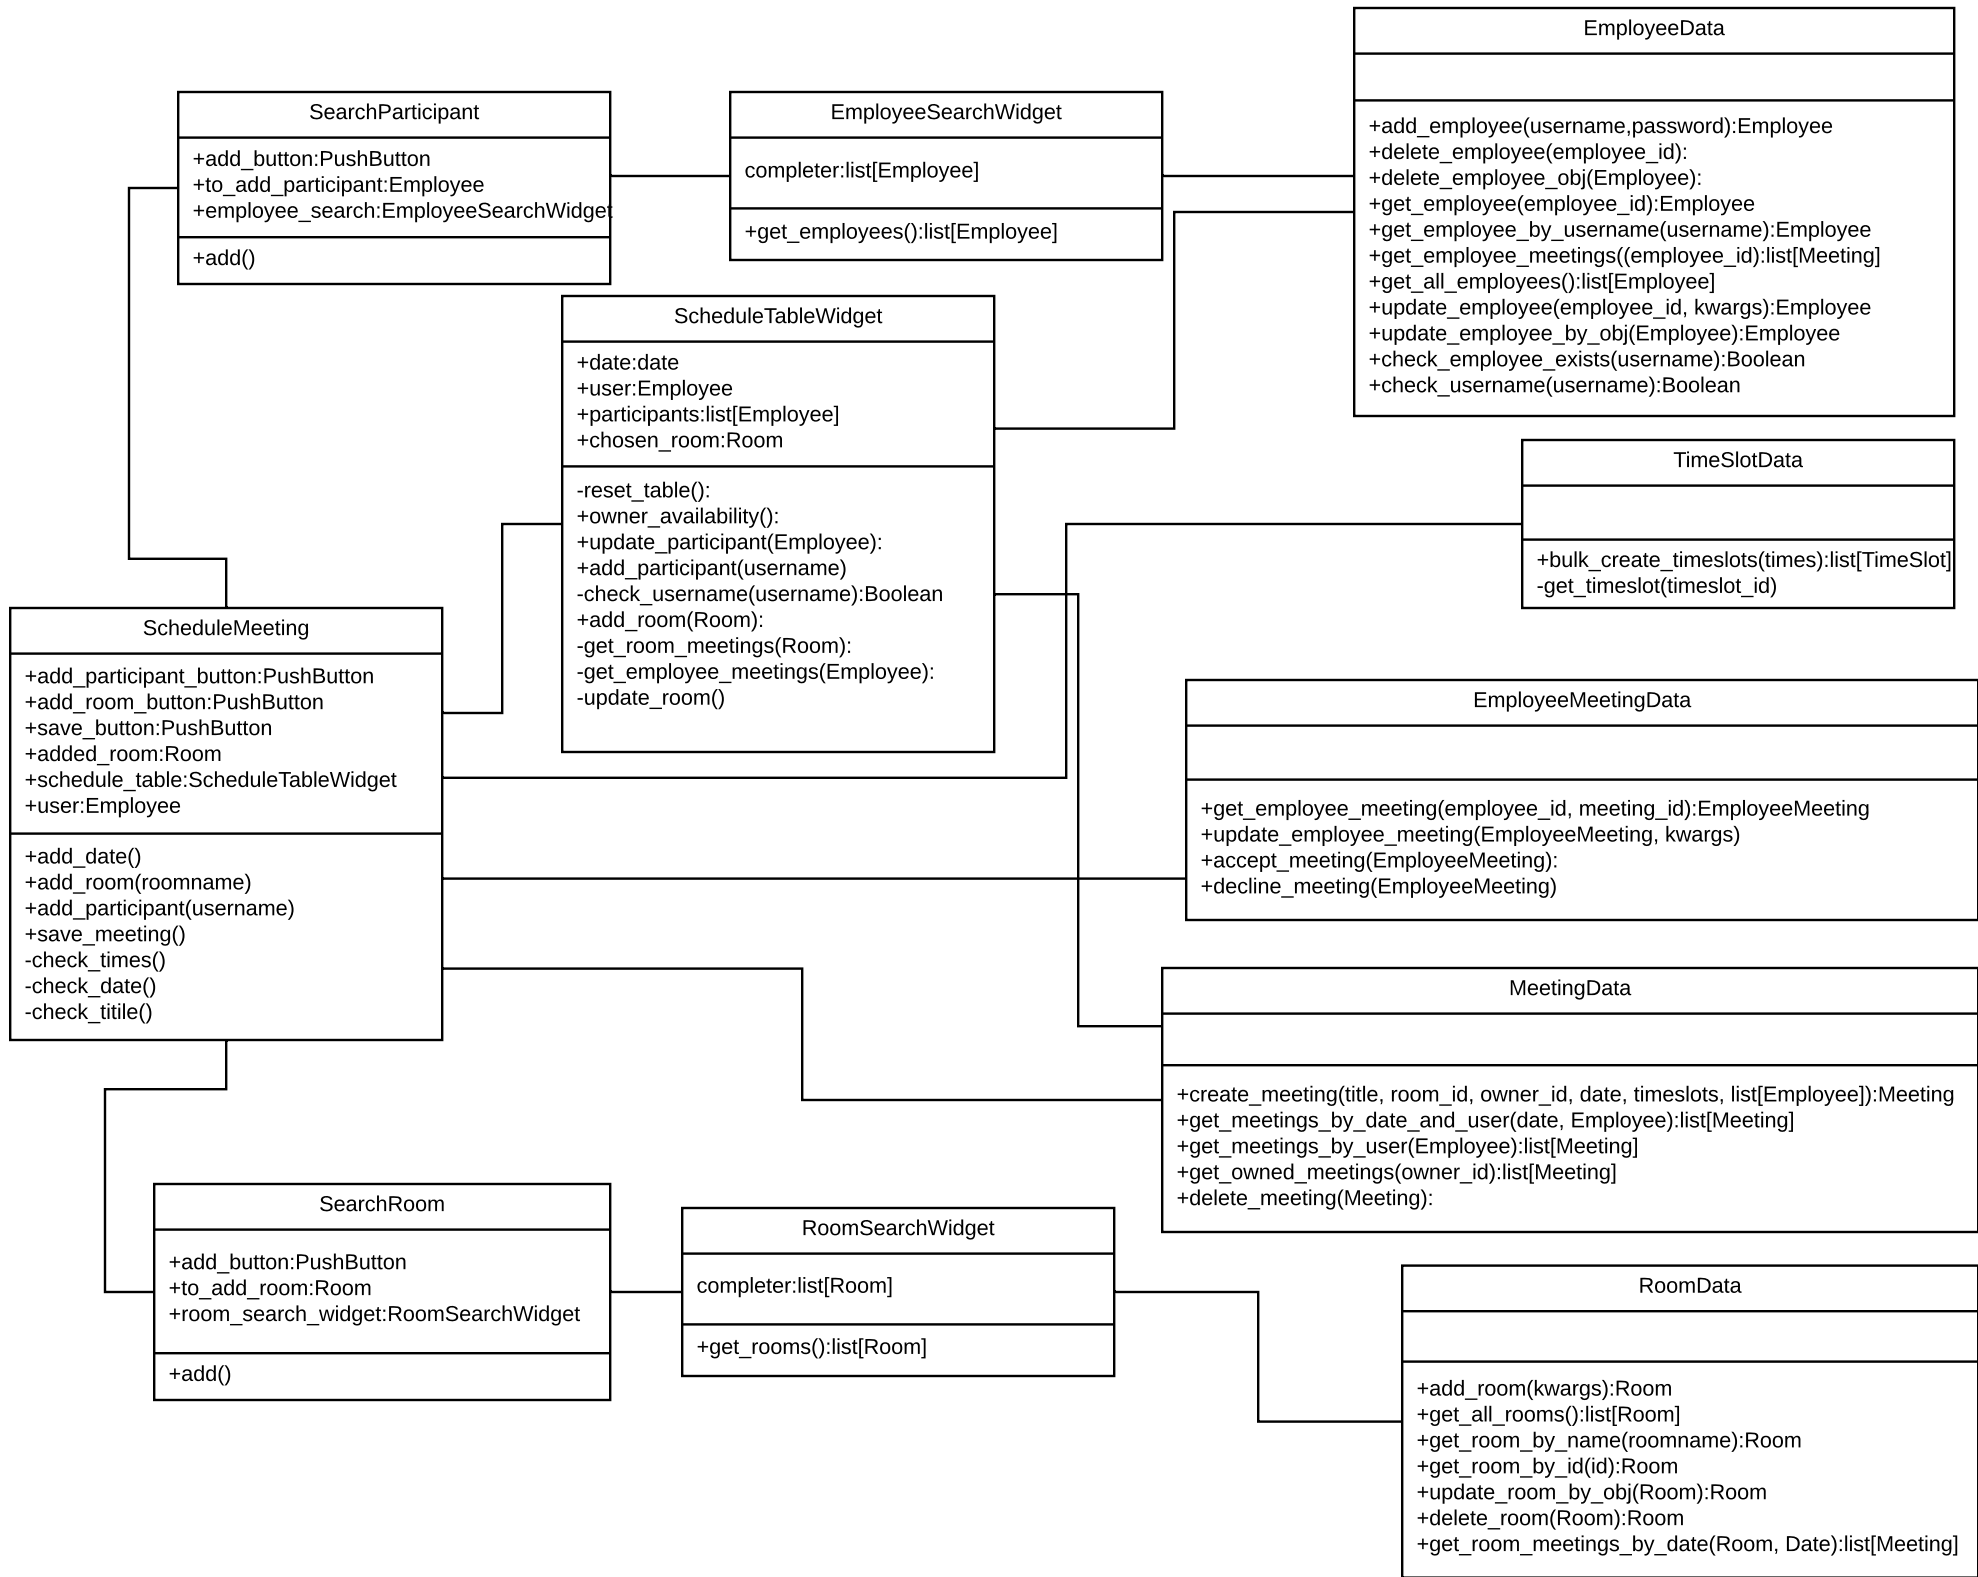 EmployeeData
+add_employee(username,password):Employee
+delete_employee(employee_id):
+delete_employee_obj(Employee):
+get_employee(employee_id):Employee
+get_employee_by_username(username):Employee
+get_employee_meetings((employee_id):list[Meeting]
+get_all_employees():list[Employee]
+update_employee(employee_id, kwargs):Employee
+update_employee_by_obj(Employee):Employee
+check_employee_exists(username):Boolean
+check_username(username):Boolean
SearchParticipant
+add_button:PushButton
+to_add_participant:Employee
+employee_search:EmployeeSearchWidget
+add()
EmployeeSearchWidget
completer:list[Employee]
+get_employees():list[Employee]
ScheduleTableWidget
+date:date
+user:Employee
+participants:list[Employee]
+chosen_room:Room
-reset_table():
+owner_availability():
+update_participant(Employee):
+add_participant(username)
-check_username(username):Boolean
+add_room(Room):
-get_room_meetings(Room):
-get_employee_meetings(Employee):
-update_room()
TimeSlotData
+bulk_create_timeslots(times):list[TimeSlot]
-get_timeslot(timeslot_id)
ScheduleMeeting
+add_participant_button:PushButton
+add_room_button:PushButton
+save_button:PushButton
+added_room:Room
+schedule_table:ScheduleTableWidget
+user:Employee
+add_date()
+add_room(roomname)
+add_participant(username)
+save_meeting()
-check_times()
-check_date()
-check_titile()
EmployeeMeetingData
+get_employee_meeting(employee_id, meeting_id):EmployeeMeeting
+update_employee_meeting(EmployeeMeeting, kwargs)
+accept_meeting(EmployeeMeeting):
+decline_meeting(EmployeeMeeting)
MeetingData
+create_meeting(title, room_id, owner_id, date, timeslots, list[Employee]):Meeting
+get_meetings_by_date_and_user(date, Employee):list[Meeting]
+get_meetings_by_user(Employee):list[Meeting]
+get_owned_meetings(owner_id):list[Meeting]
+delete_meeting(Meeting):
SearchRoom
+add_button:PushButton
+to_add_room:Room
+room_search_widget:RoomSearchWidget
+add()
RoomSearchWidget
completer:list[Room]
+get_rooms():list[Room]
RoomData
+add_room(kwargs):Room
+get_all_rooms():list[Room]
+get_room_by_name(roomname):Room
+get_room_by_id(id):Room
+update_room_by_obj(Room):Room
+delete_room(Room):Room
+get_room_meetings_by_date(Room, Date):list[Meeting]